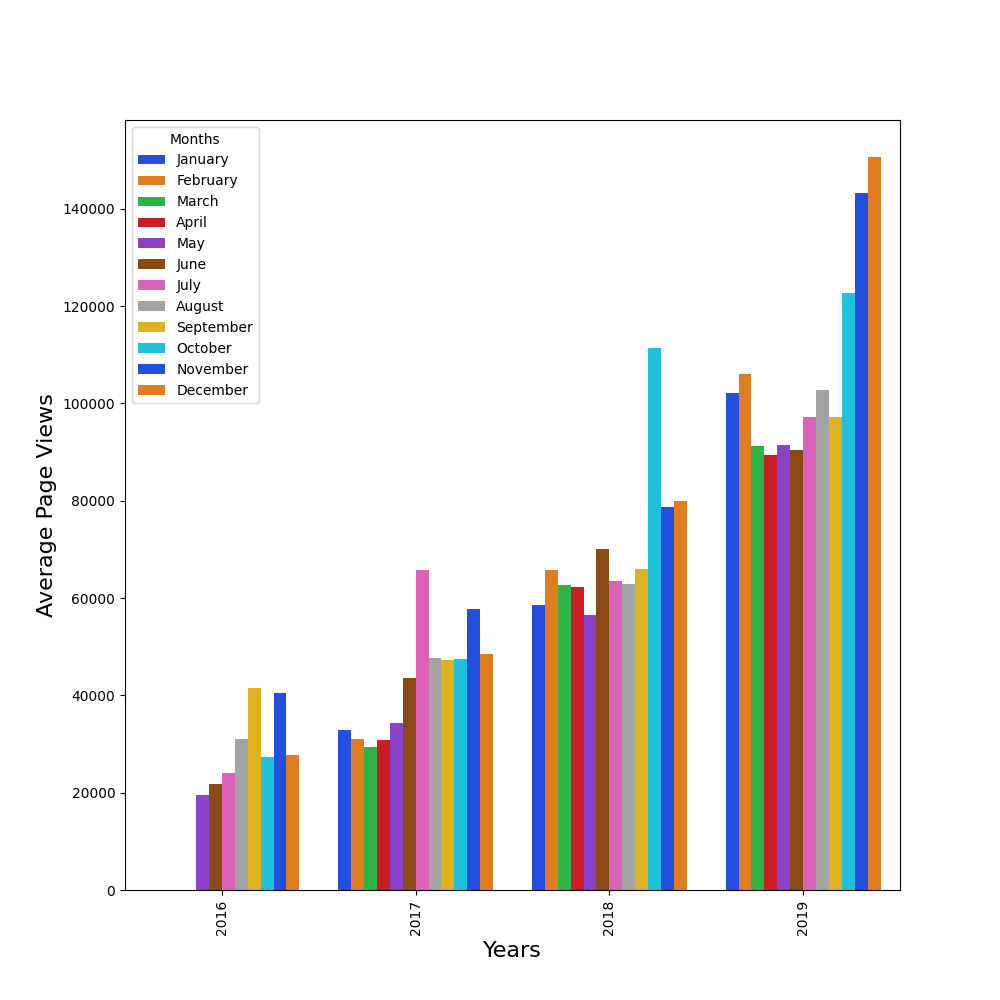 Months
January
February
March
April
May
June
July
August
September
October
November
December
140000
120000
100000
80000
60000
40000
20000
0
Average Page Views
2016
2017
2018
2019
Years